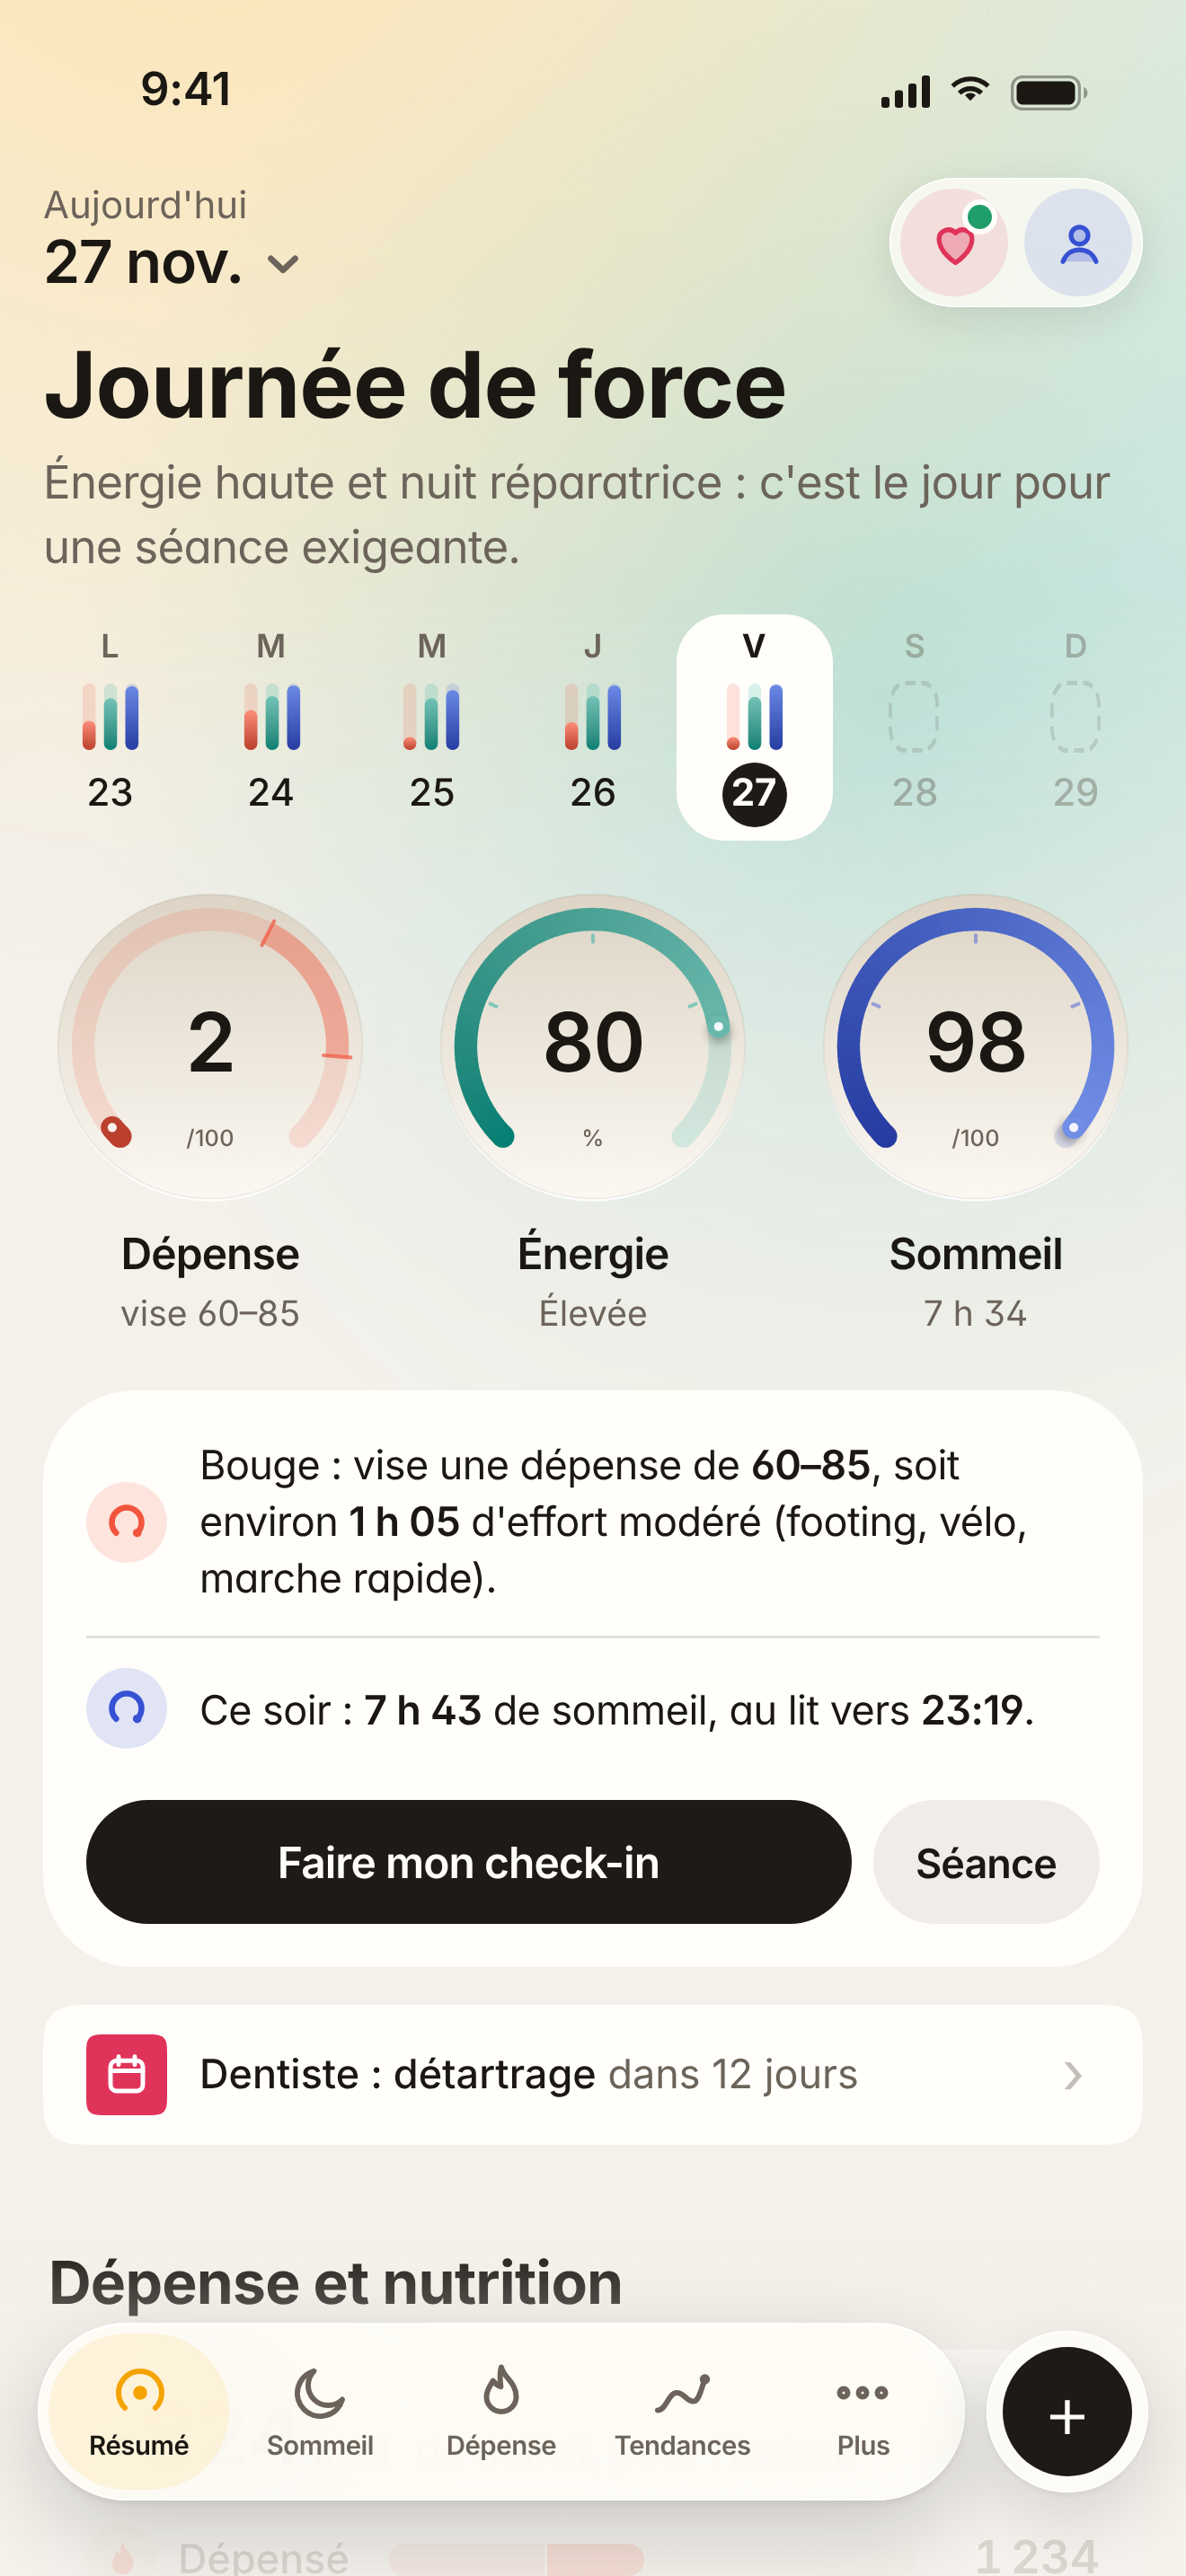 9:41
Aujourd'hui
27 nov.
Journée de force
Énergie haute et nuit réparatrice : c'est le jour pour
une séance exigeante.
L M M J V S D
23 24 25 26 27 28 29
2 80 98
/100 % /100
Dépense Énergie Sommeil
vise 60–85 Élevée 7 h 34
Bouge : vise une dépense de 60–85, soit
environ 1 h 05 d'effort modéré (footing, vélo,
marche rapide).
Ce soir : 7 h 43 de sommeil, au lit vers 23:19.
Faire mon check-in Séance
Dentiste : détartrage dans 12 jours
Dépense et nutrition
Résumé Sommeil Dépense Tendances Plus
Dépensé 1 234